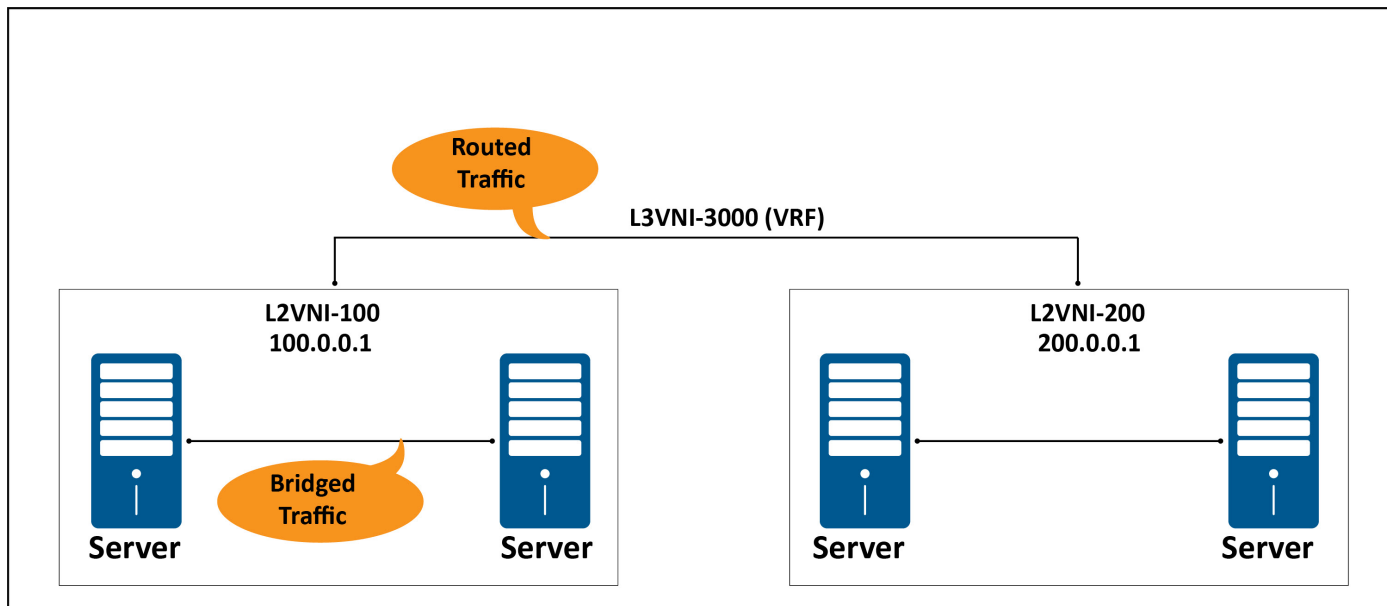 Routed
Traffic
L3VNI-3000 (VRF)
L2VNI-100
100.0.0.1
L2VNI-200
200.0.0.1
Bridged
Traffic
Server
Server
Server
Server